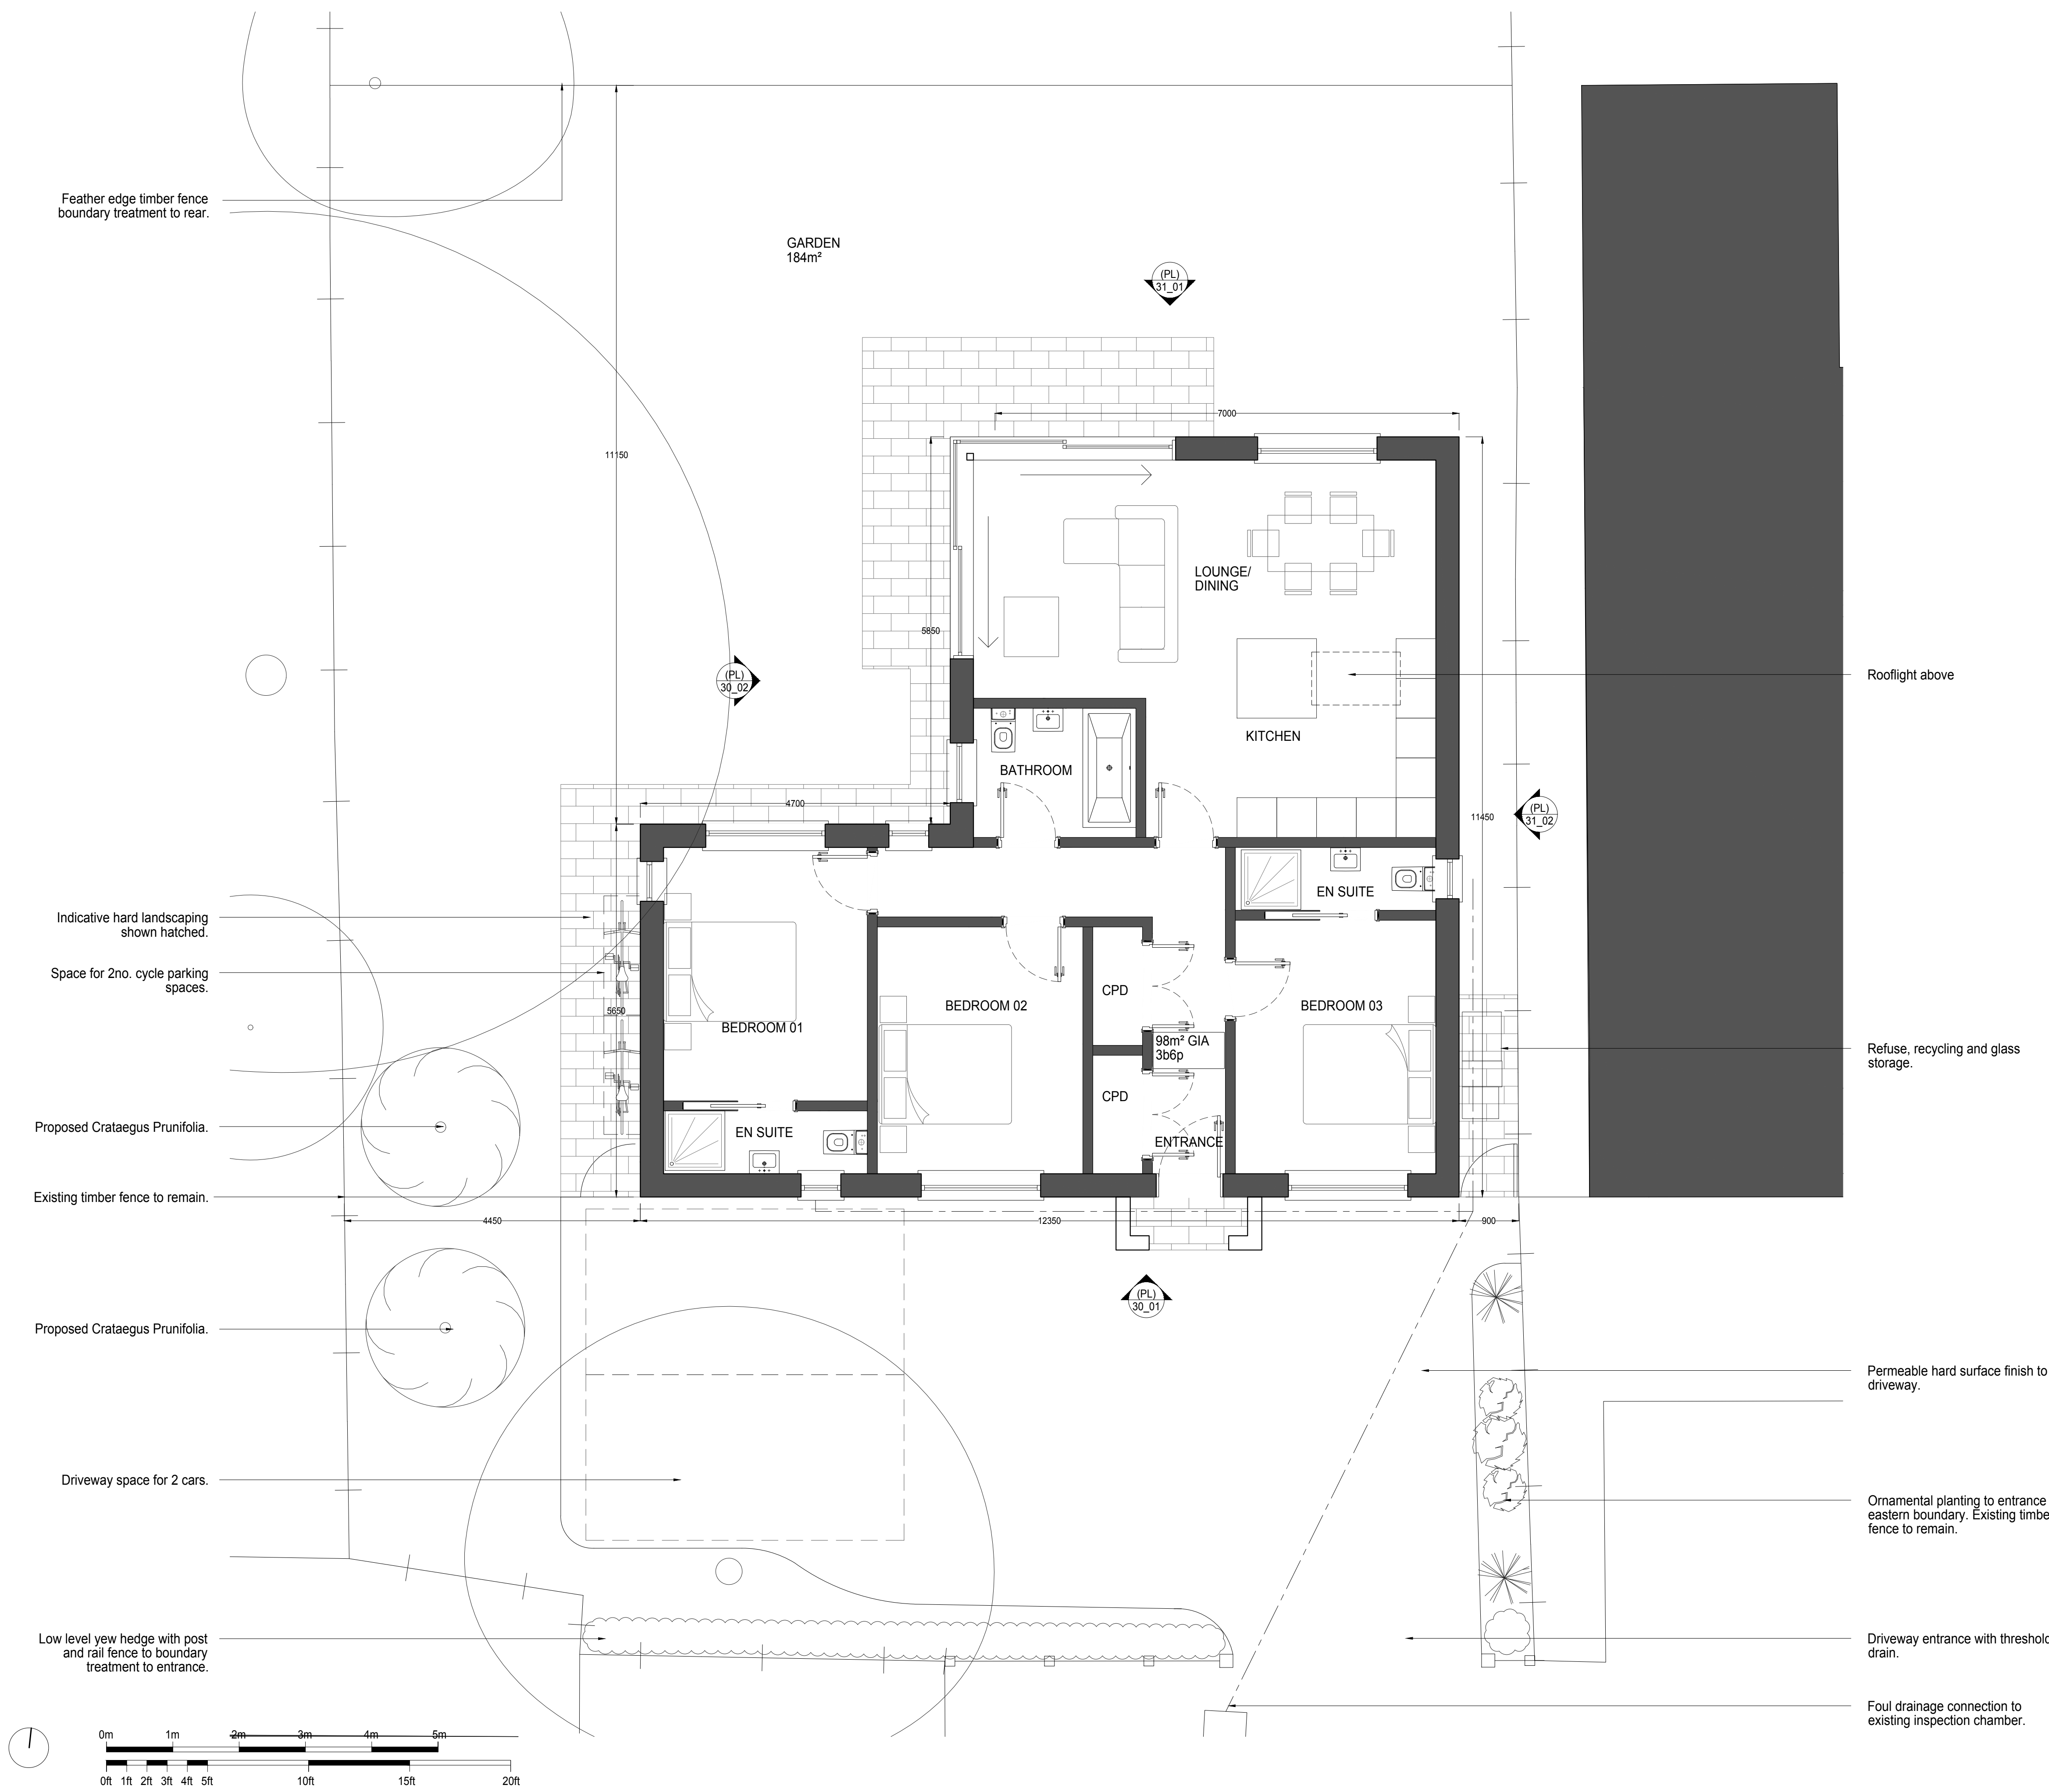 Feather edge timber fence
boundary treatment to rear.
GARDEN
184m²
(PL)
31_01
7000
11150
LOUNGE/
DINING
5850
(PL)
30_02
Rooflight above
KITCHEN
BATHROOM
4700
11450
(PL)
31_02
EN SUITE
Indicative hard landscaping
shown hatched.
Space for 2no. cycle parking
spaces.
CPD
BEDROOM 02
BEDROOM 03
5650
BEDROOM 01
98m² GIA
3b6p
Refuse, recycling and glass
storage.
CPD
Proposed Crataegus Prunifolia.
EN SUITE
ENTRANCE
Existing timber fence to remain.
4450
12350
900
(PL)
30_01
Proposed Crataegus Prunifolia.
Permeable hard surface finish to
driveway.
Driveway space for 2 cars.
Ornamental planting to entrance
eastern boundary. Existing timbe
fence to remain.
Low level yew hedge with post
and rail fence to boundary
treatment to entrance.
Driveway entrance with threshold
drain.
Foul drainage connection to
existing inspection chamber.
0m 1m 2m 3m 4m 5m
0ft 1ft 2ft 3ft 4ft 5ft 10ft 15ft 20ft